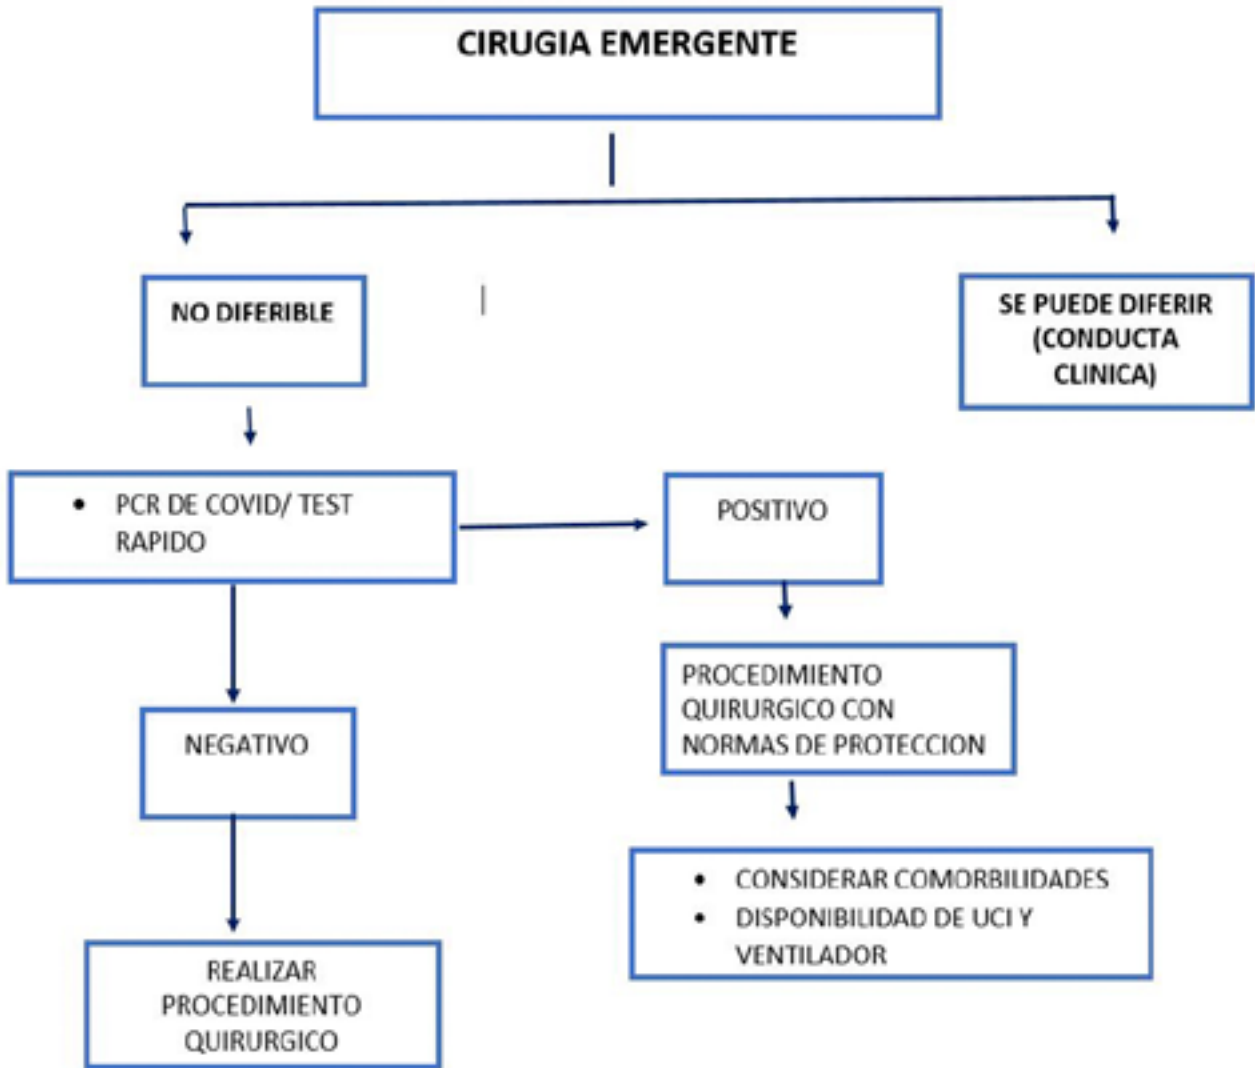 CIRUGIA EMERGENTE
NO DIFERIBLE
SE PUEDE DIFERIR
(CONDUCTA
CLINICA)
• PCR DE COVID/ TEST
RAPIDO
POSITIVO
NEGATIVO
PROCEDIMIENTO
QUIRURGICO CON
NORMAS DE PROTECCION
• CONSIDERAR COMORBILIDADES
• DISPONIBILIDAD DE UCI Y
VENTILADOR
REALIZAR
PROCEDIMIENTO
QUIRURGICO